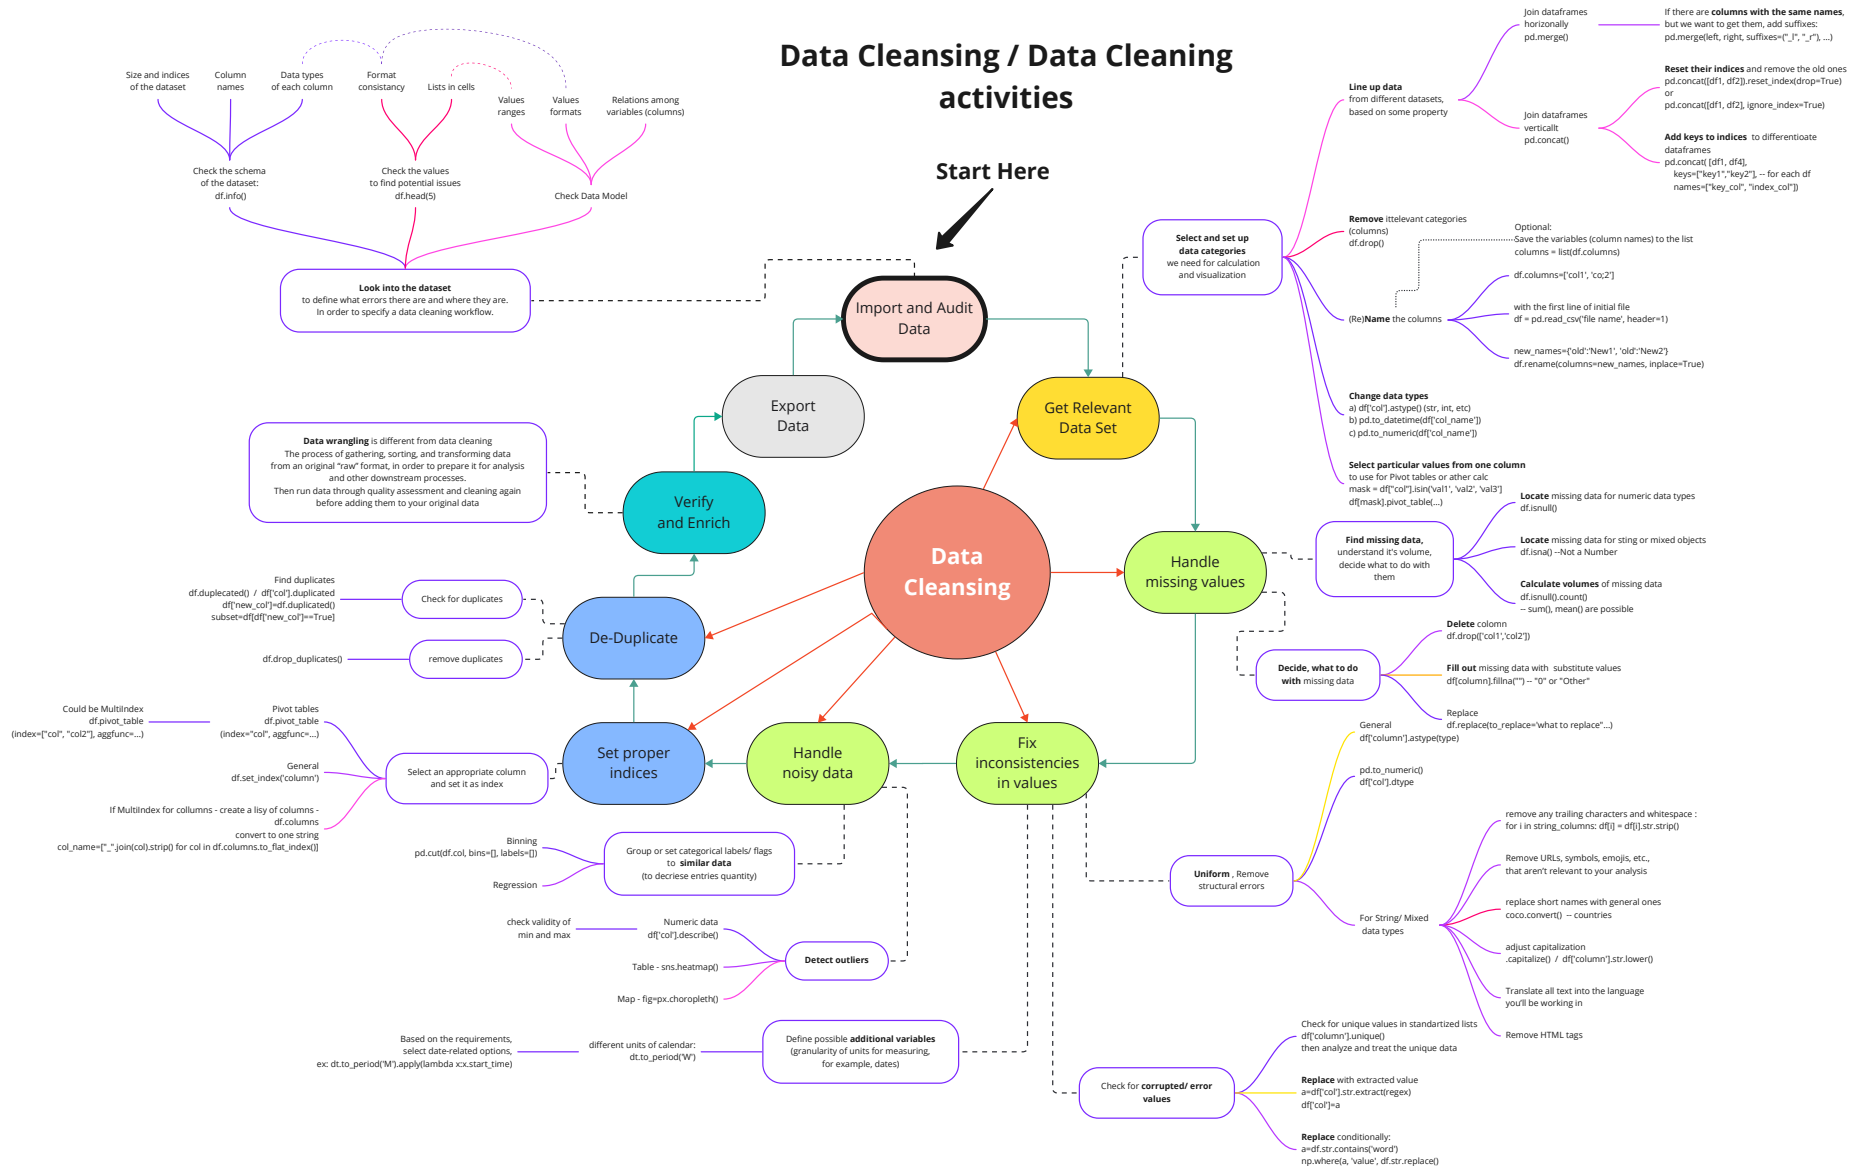 Data Cleansing / Data Cleaning
activities
Start Here
Size and indices
of the dataset
Column
names
Data types
of each column
Format
consistancy
Lists in cells
Values
ranges
Values
formats
Relations among
variables (columns)
Check the schema
of the dataset:
df.info()
Check the values
to find potential issues
df.head(5)
Check Data Model
Look into the dataset
to define what errors there are and where they are.
In order to specify a data cleaning workflow.
Import and Audit
Data
Export
Data
Get Relevant
Data Set
Verify
and Enrich
Data
Cleansing
Handle
missing values
De-Duplicate
Set proper
indices
Handle
noisy data
Fix
inconsistencies
in values
Select and set up
data categories
we need for calculation
and visualization
Line up data
from different datasets,
based on some property
Join dataframes
horizonally
pd.merge()
If there are columns with the same names,
but we want to get them, add suffixes:
pd.merge(left, right, suffixes=("_l", "_r"), ...)
Join dataframes
verticallt
pd.concat()
Reset their indices and remove the old ones
pd.concat([df1, df2]).reset_index(drop=True)
or
pd.concat([df1, df2], ignore_index=True)
Add keys to indices  to differentioate
dataframes
pd.concat( [df1, df4],
keys=["key1","key2"], -- for each df
names=["key_col", "index_col"])
Remove ittelevant categories
(columns)
df.drop()
Optional:
Save the variables (column names) to the list
columns = list(df.columns)
(Re)Name the columns
df.columns=['col1', 'co;2']
with the first line of initial file
df = pd.read_csv('file name', header=1)
new_names={'old':'New1', 'old':'New2'}
df.rename(columns=new_names, inplace=True)
Change data types
a) df['col'].astype() (str, int, etc)
b) pd.to_datetime(df['col_name'])
c) pd.to_numeric(df['col_name'])
Select particular values from one column
to use for Pivot tables or ather calc
mask = df["col"].isin('val1', 'val2', 'val3']
df[mask].pivot_table(...)
Find missing data,
understand it's volume,
decide what to do with
them
Locate missing data for numeric data types
df.isnull()
Locate missing data for sting or mixed objects
df.isna() --Not a Number
Calculate volumes of missing data
df.isnull().count()
-- sum(), mean() are possible
Decide, what to do
with missing data
Delete colomn
df.drop(['col1','col2'])
Fill out missing data with  substitute values
df[column].fillna("") -- "0" or "Other"
Replace
df.replace(to_replace='what to replace"...)
Uniform , Remove
structural errors
General
df['column'].astype(type)
pd.to_numeric()
df['col'].dtype
For String/ Mixed
data types
remove any trailing characters and whitespace :
for i in string_columns: df[i] = df[i].str.strip()
Remove URLs, symbols, emojis, etc.,
that aren't relevant to your analysis
replace short names with general ones
coco.convert()  -- countries
adjust capitalization
.capitalize()  /  df['column'].str.lower()
Translate all text into the language
you'll be working in
Remove HTML tags
Check for corrupted/ error
values
Check for unique values in standartized lists
df['column'].unique()
then analyze and treat the unique data
Replace with extracted value
a=df['col'].str.extract(regex)
df['col']=a
Replace conditionally:
a=df.str.contains('word')
np.where(a, 'value', df.str.replace()
Define possible additional variables
(granularity of units for measuring,
for example, dates)
different units of calendar:
dt.to_period('W')
Based on the requirements,
select date-related options,
ex: dt.to_period('M').apply(lambda x:x.start_time)
Group or set categorical labels/ flags
to  similar data
(to decriese entries quantity)
Binning
pd.cut(df.col, bins=[], labels=[])
Regression
Detect outliers
Numeric data
df['col'].describe()
check validity of
min and max
Table - sns.heatmap()
Map - fig=px.choropleth()
Select an appropriate column
and set it as index
Pivot tables
df.pivot_table
(index="col", aggfunc=...)
Could be MultiIndex
df.pivot_table
(index=["col", "col2"], aggfunc=...)
General
df.set_index('column')
If MultiIndex for collumns - create a lisy of columns -
df.columns
convert to one string
col_name=["_".join(col).strip() for col in df.columns.to_flat_index()]
Check for duplicates
Find duplicates
df.duplecated()  /  df['col'].duplicated
df['new_col']=df.duplicated()
subset=df[df['new_col']==True]
remove duplicates
df.drop_duplicates()
Data wrangling is different from data cleaning
The process of gathering, sorting, and transforming data
from an original "raw" format, in order to prepare it for analysis
and other downstream processes.
Then run data through quality assessment and cleaning again
before adding them to your original data